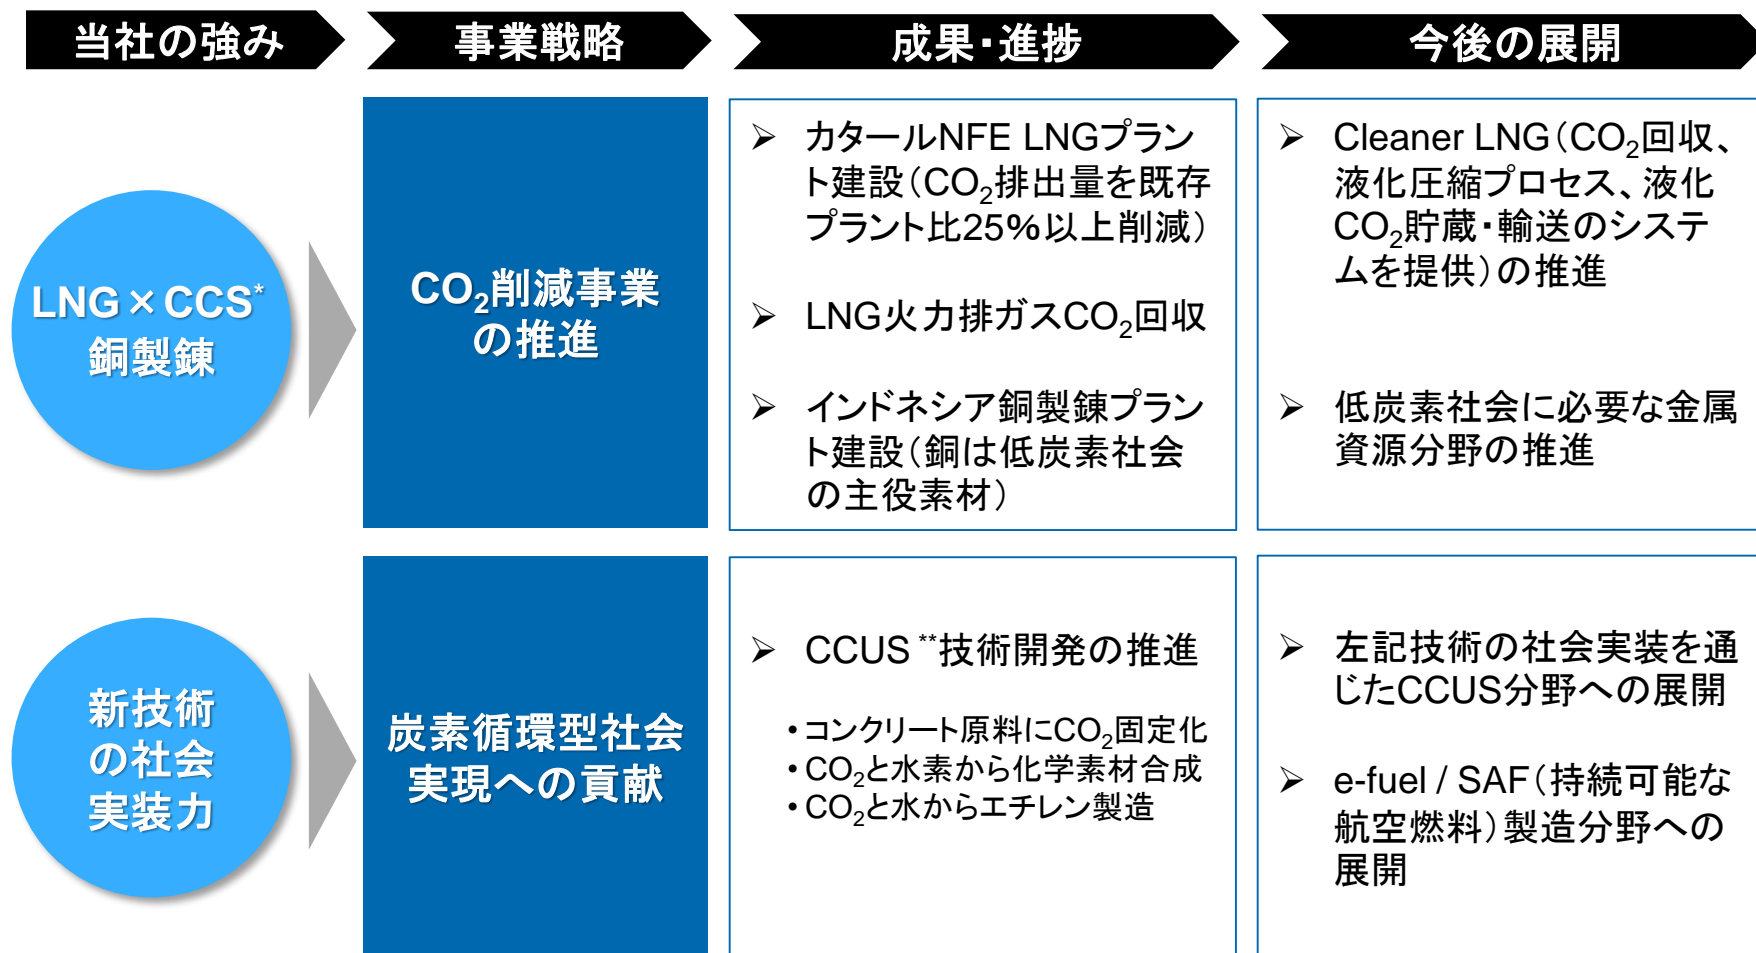 当社の強み
事業戦略
成果・進捗
今後の展開
LNG×CCS*
銅製錬
CO2削減事業
の推進
➢ カタールNFE LNGプラン
ト建設（CO2排出量を既存
プラント比25%以上削減）
➢ LNG火力排ガスCO2回収
➢ インドネシア銅製錬プラン
ト建設（銅は低炭素社会
の主役素材）
➢ Cleaner LNG（CO2回収、
液化圧縮プロセス、液化
CO2貯蔵・輸送のシステ
ムを提供）の推進
➢ 低炭素社会に必要な金属
資源分野の推進
新技術
の社会
実装力
炭素循環型社会
実現への貢献
➢ CCUS **技術開発の推進
・コンクリート原料にCO2固定化
・CO2と水素から化学素材合成
・CO2と水からエチレン製造
➢ 左記技術の社会実装を通
じたCCUS分野への展開
➢ e-fuel / SAF（持続可能な
航空燃料）製造分野への
展開